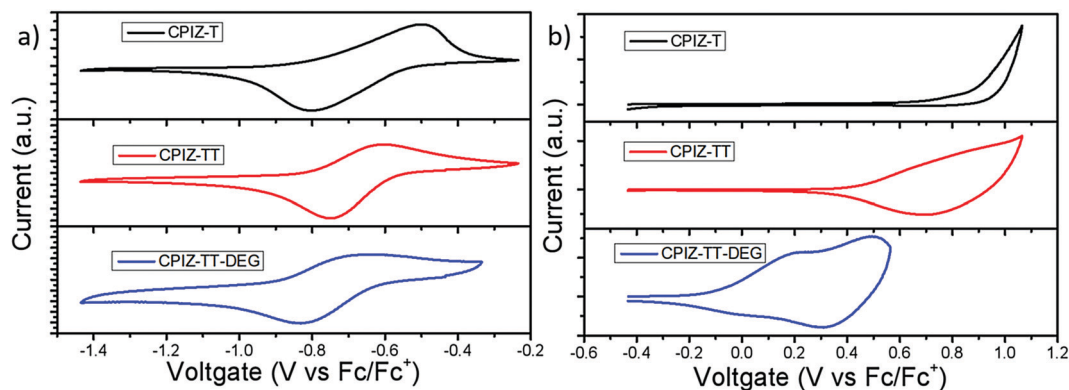 a)
CPIZ-T
CPIZ-TT
CPIZ-TT-DEG
Current (a.u.)
-1.4 -1.2 -1.0 -0.8 -0.6 -0.4 -0.2
Voltgate (V vs Fc/Fc+)
b)
CPIZ-T
CPIZ-TT
CPIZ-TT-DEG
Current (a.u.)
-0.6 -0.4 -0.2 0.0 0.2 0.4 0.6 0.8 1.0 1.2
Voltgate (V vs Fc/Fc+)